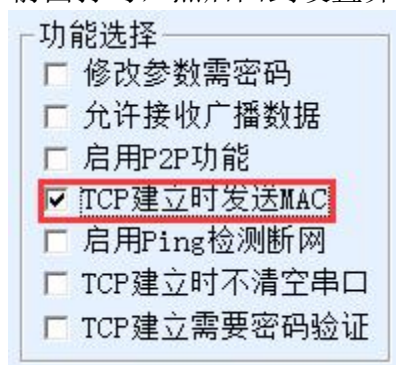 功能选择
修改参数需密码
允许接收广播数据
启用P2P功能
TCP建立时发送MAC
启用Ping检测断网
TCP建立时不清空串口
TCP建立需要密码验证